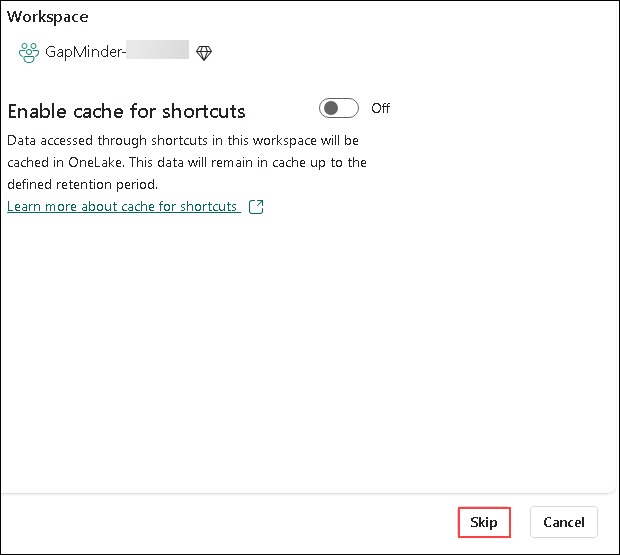 Workspace
GapMinder-
Enable cache for shortcuts Off
Data accessed through shortcuts in this workspace will be
cached in OneLake. This data will remain in cache up to the
defined retention period.
Learn more about cache for shortcuts
Skip Cancel